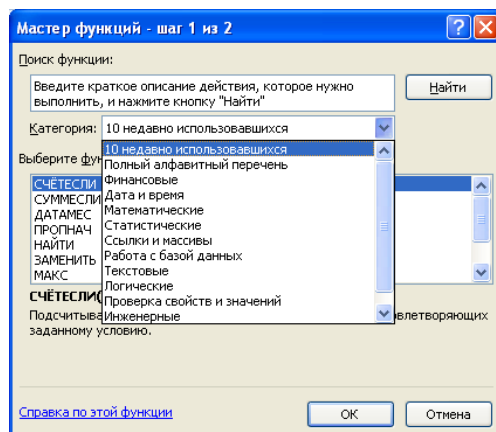 Мастер функций - шаг 1 из 2
Поиск функции:
Введите краткое описание действия, которое нужно
выполнить, и нажмите кнопку "Найти"
Найти
Категория:
10 недавно использовавшихся
10 недавно использовавшихся
Полный алфавитный перечень
Финансовые
Дата и время
Математические
Статистические
Ссылки и массивы
Работа с базой данных
Текстовые
Логические
Проверка свойств и значений
Инженерные
Выберите
СЧЁТЕСЛИ
СУММЕСЛИ
ДАТАМЕС
ПРОПНАЧ
НАЙТИ
ЗАМЕНИТЬ
МАКС
СЧЁТЕСЛИ(
Подсчитыва
влетворяющих
заданному условию.
Справка по этой функции
ОК
Отмена